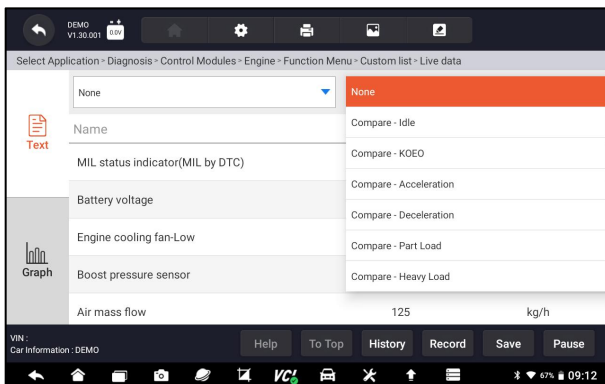 DEMO
V1.30.001
0.0V
Select Application > Diagnosis > Control Modules > Engine > Function Menu > Custom list > Live data
None
None
Name
Compare - Idle
Text
MIL status indicator(MIL by DTC)
Compare - KOEO
Battery voltage
Compare - Acceleration
Engine cooling fan-Low
Compare - Deceleration
Compare - Part Load
Graph
Boost pressure sensor
Compare - Heavy Load
Air mass flow 125 kg/h
VIN :
Car Information : DEMO
Help To Top History Record Save Pause
VCI 67% 09:12